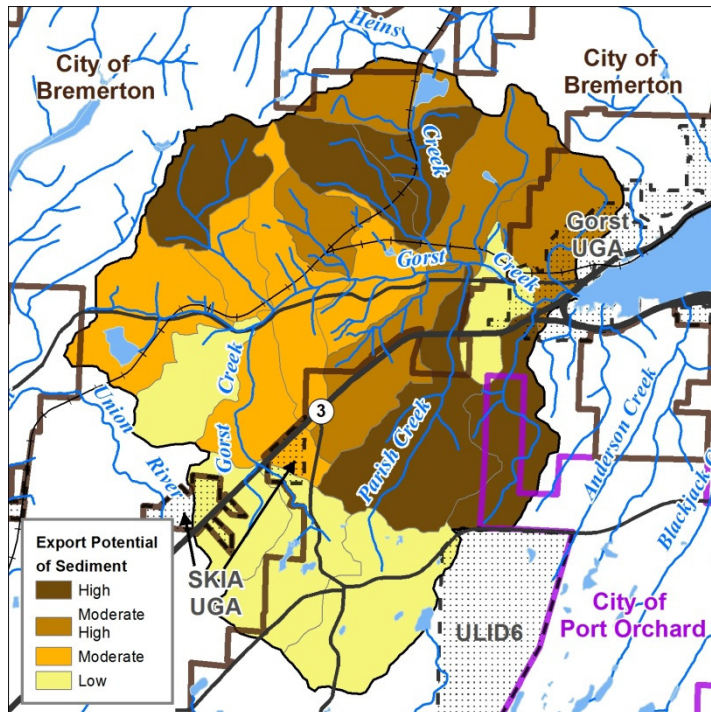 Heins
City of
Bremerton
City of
Bremerton
Creek
Gorst
UGA
Gorst
Creek
Creek
3
Union
River
Gorst
Parish Creek
Anderson Creek
Blackjack C
SKIA
UGA
ULID6
City of
Port Orchard
Export Potential
of Sediment
High
Moderate
High
Moderate
Low